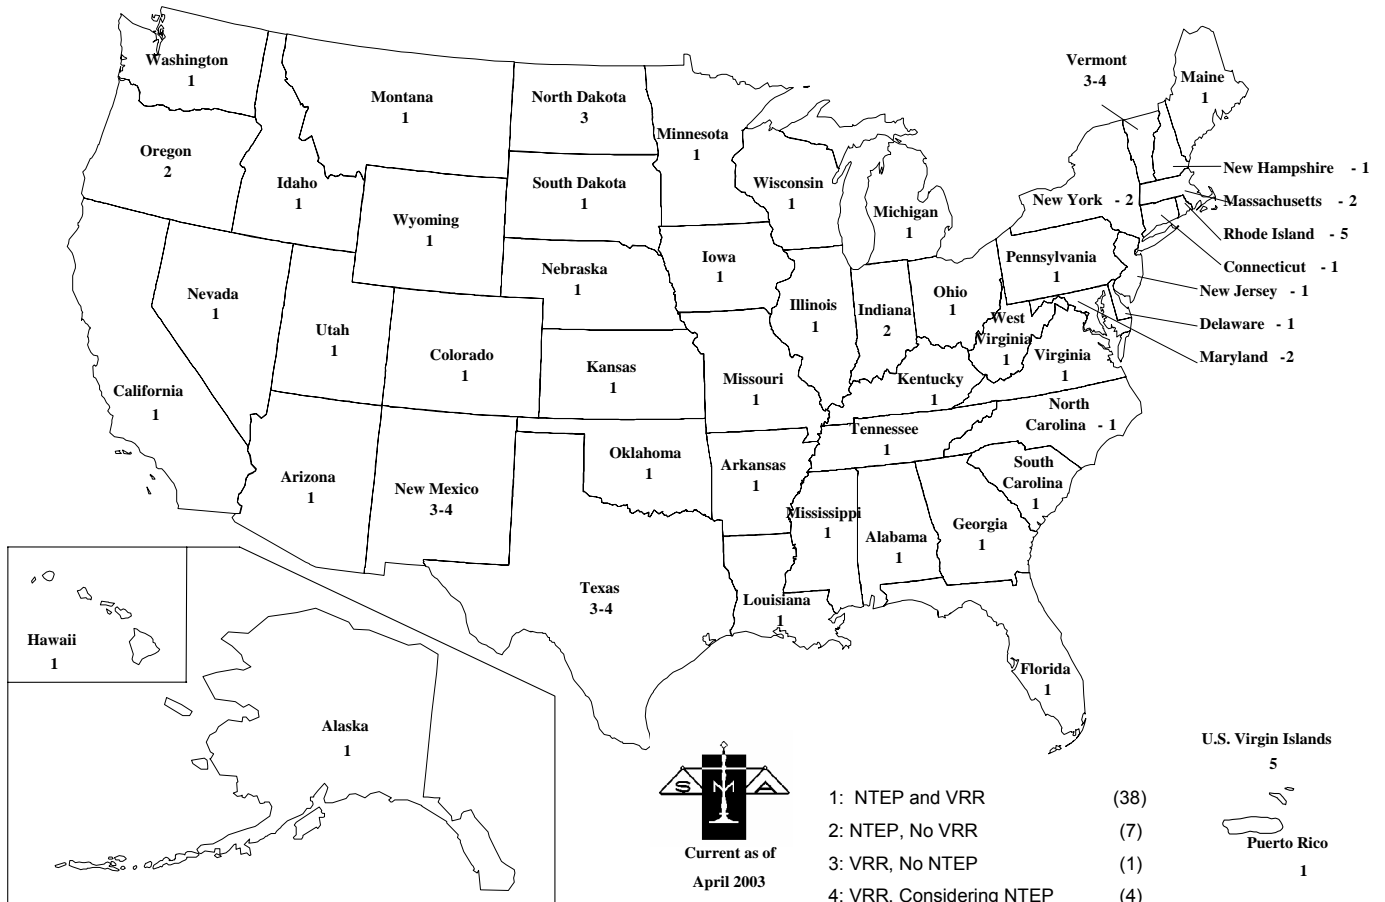 Washington
1
Montana
1
North Dakota
3
Minnesota
1
Vermont
3-4
Maine
1
Oregon
2
Idaho
1
Wyoming
1
South Dakota
1
Wisconsin
1
Michigan
1
New York - 2
New Hampshire - 1
Massachusetts - 2
Rhode Island - 5
Connecticut - 1
New Jersey - 1
Delaware - 1
Maryland -2
Nevada
1
Utah
1
Colorado
1
Nebraska
1
Iowa
1
Illinois
1
Indiana
2
Ohio
1
Pennsylvania
1
West
Virginia
1
Virginia
1
California
1
Kansas
1
Missouri
1
Kentucky
1
North
Carolina - 1
Tennessee
1
Arizona
1
New Mexico
3-4
Oklahoma
1
Arkansas
1
South
Carolina
1
Mississippi
1
Alabama
1
Georgia
1
Texas
3-4
Louisiana
1
Florida
1
Hawaii
1
Alaska
1
S M A
Current as of
April 2003
1: NTEP and VRR (38)
2: NTEP, No VRR (7)
3: VRR, No NTEP (1)
4: VRR, Considering NTEP (4)
U.S. Virgin Islands
5
Puerto Rico
1